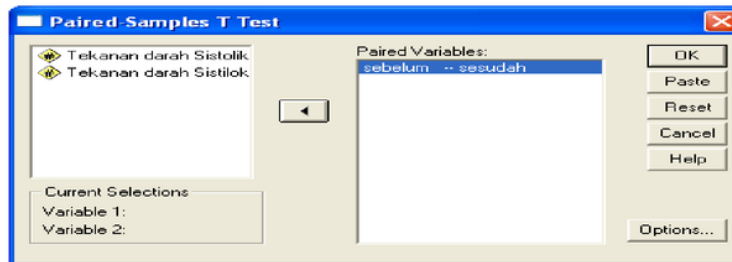 Paired-Samples T Test
Tekanan darah Sistolik
Tekanan darah Sistilok
Current Selections
Variable 1:
Variable 2:
Paired Variables:
sebelum -- sesudah
OK
Paste
Reset
Cancel
Help
Options...